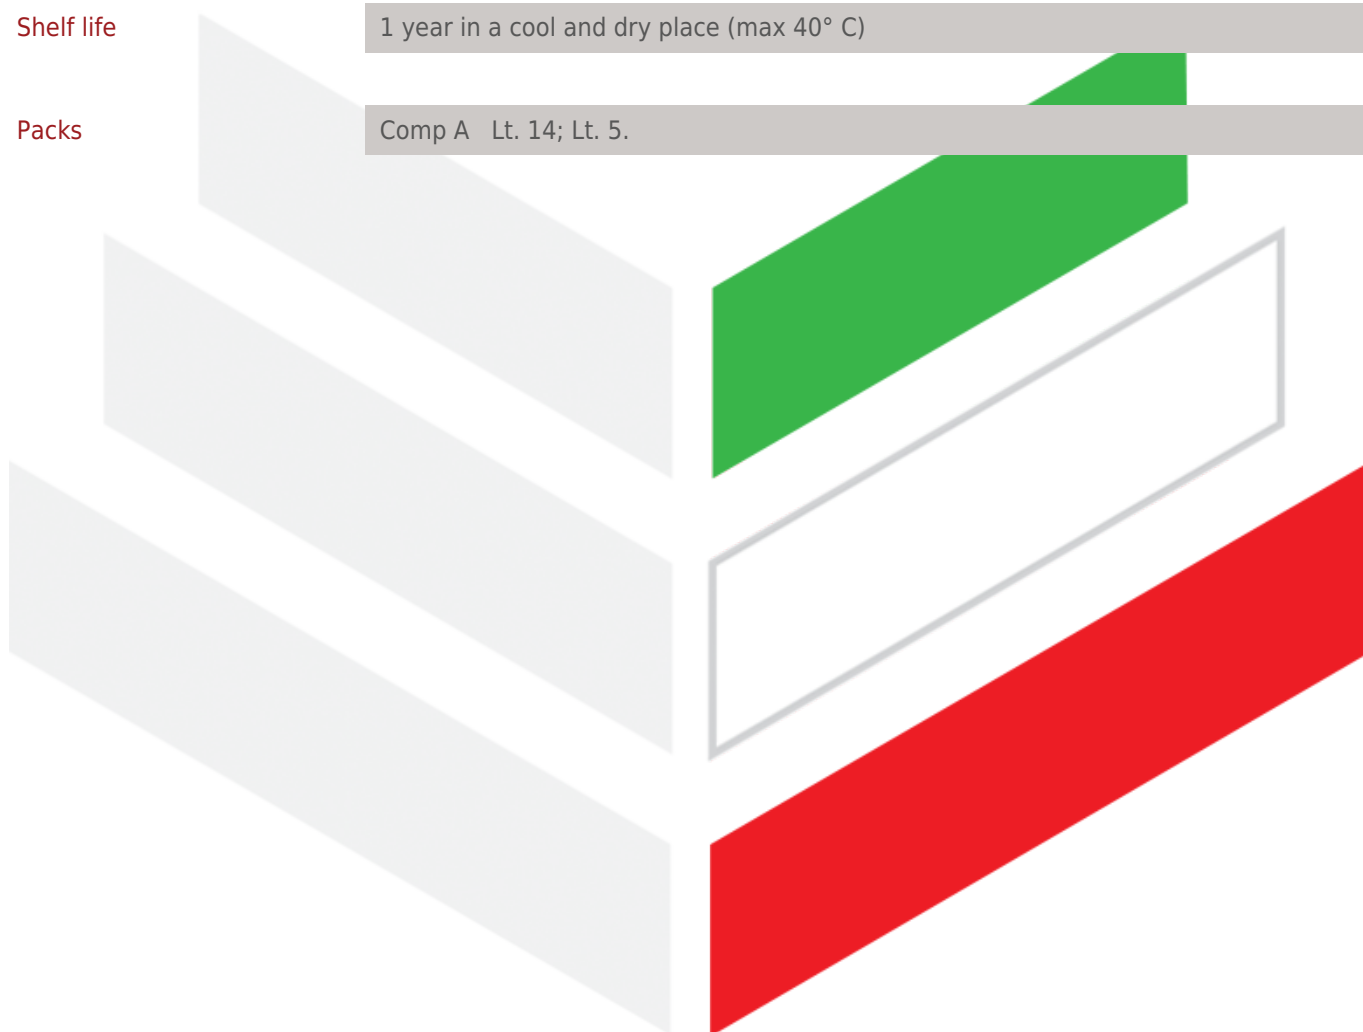 Shelf life 1 year in a cool and dry place (max 40° C)
Packs Comp A Lt. 14; Lt. 5.